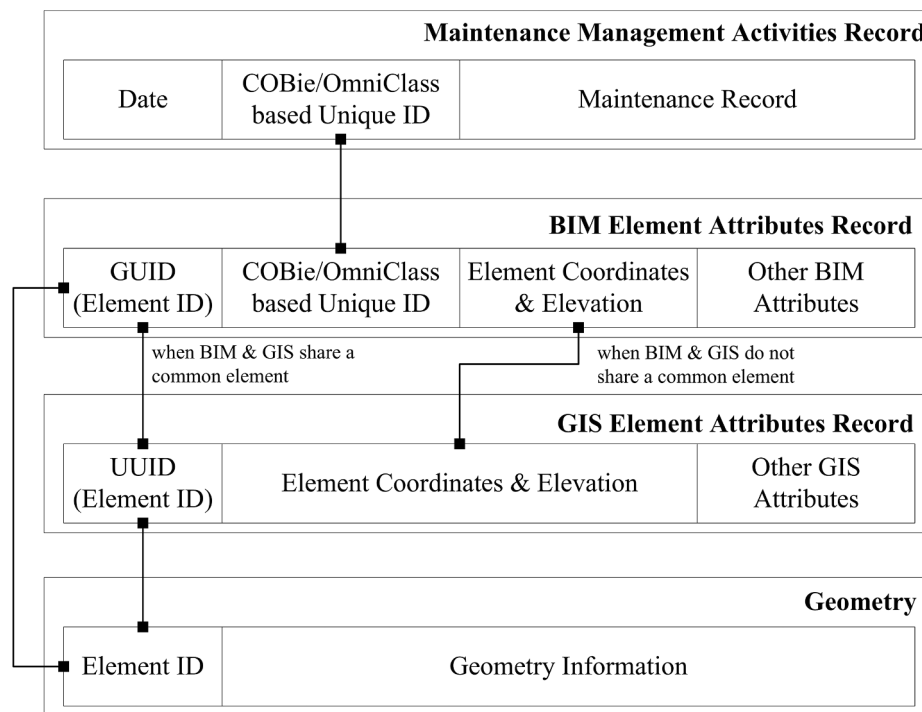 Maintenance Management Activities Record
Date
COBie/OmniClass
based Unique ID
Maintenance Record
BIM Element Attributes Record
GUID
(Element ID)
COBie/OmniClass
based Unique ID
Element Coordinates
& Elevation
Other BIM
Attributes
when BIM & GIS share a
common element
when BIM & GIS do not
share a common element
GIS Element Attributes Record
UUID
(Element ID)
Element Coordinates & Elevation
Other GIS
Attributes
Geometry
Element ID
Geometry Information